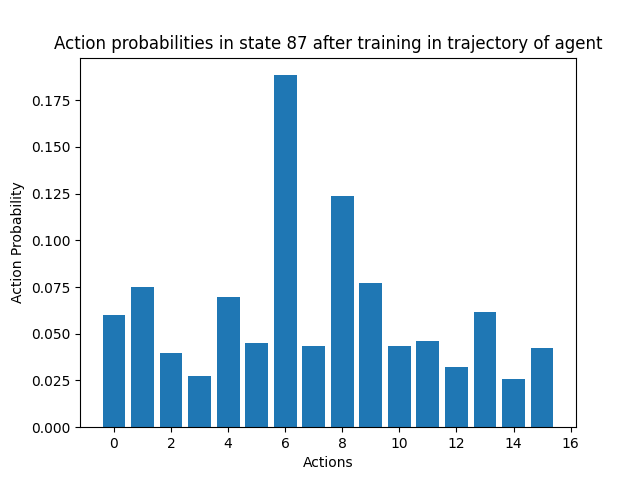 Action probabilities in state 87 after training in trajectory of agent
0.175
0.150
0.125
0.100
0.075
0.050
0.025
0.000
Action Probability
0 2 4 6 8 10 12 14 16
Actions